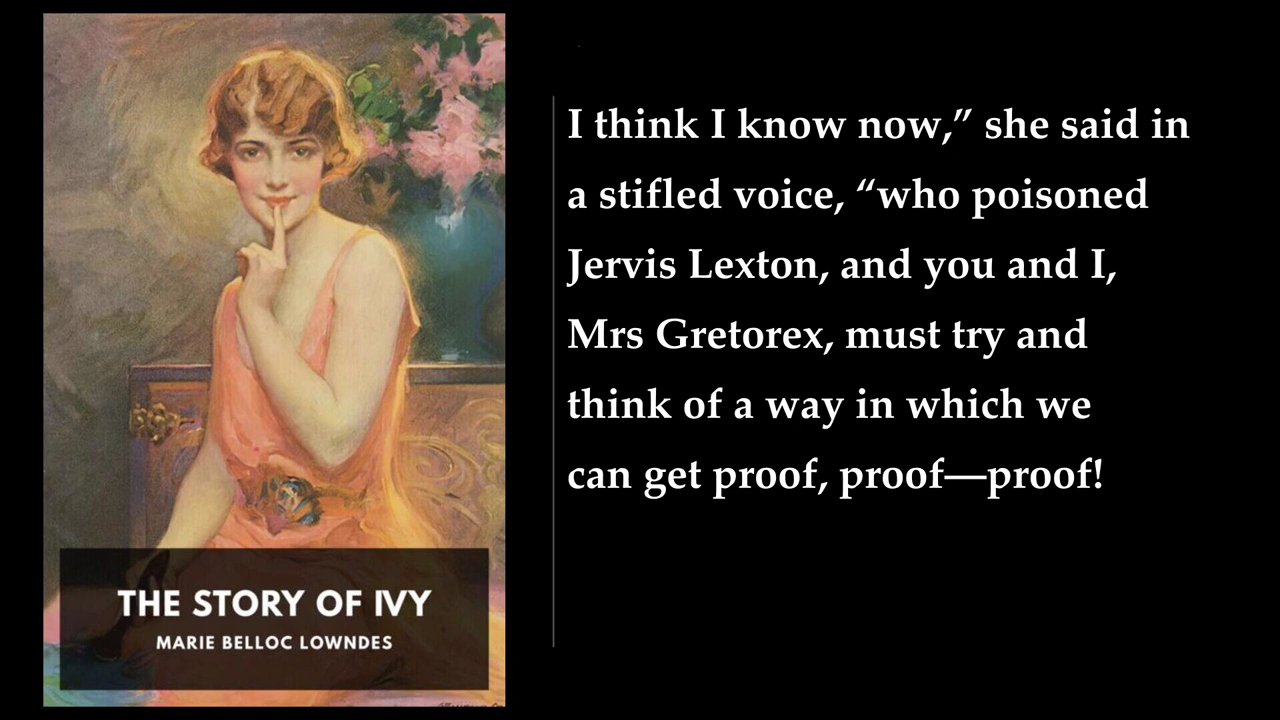 I think I know now,” she said in
a stifled voice, “who poisoned
Jervis Lexton, and you and I,
Mrs Gretorex, must try and
think of a way in which we
can get proof, proof—proof!
THE STORY OF IVY
MARIE BELLOC LOWNDES